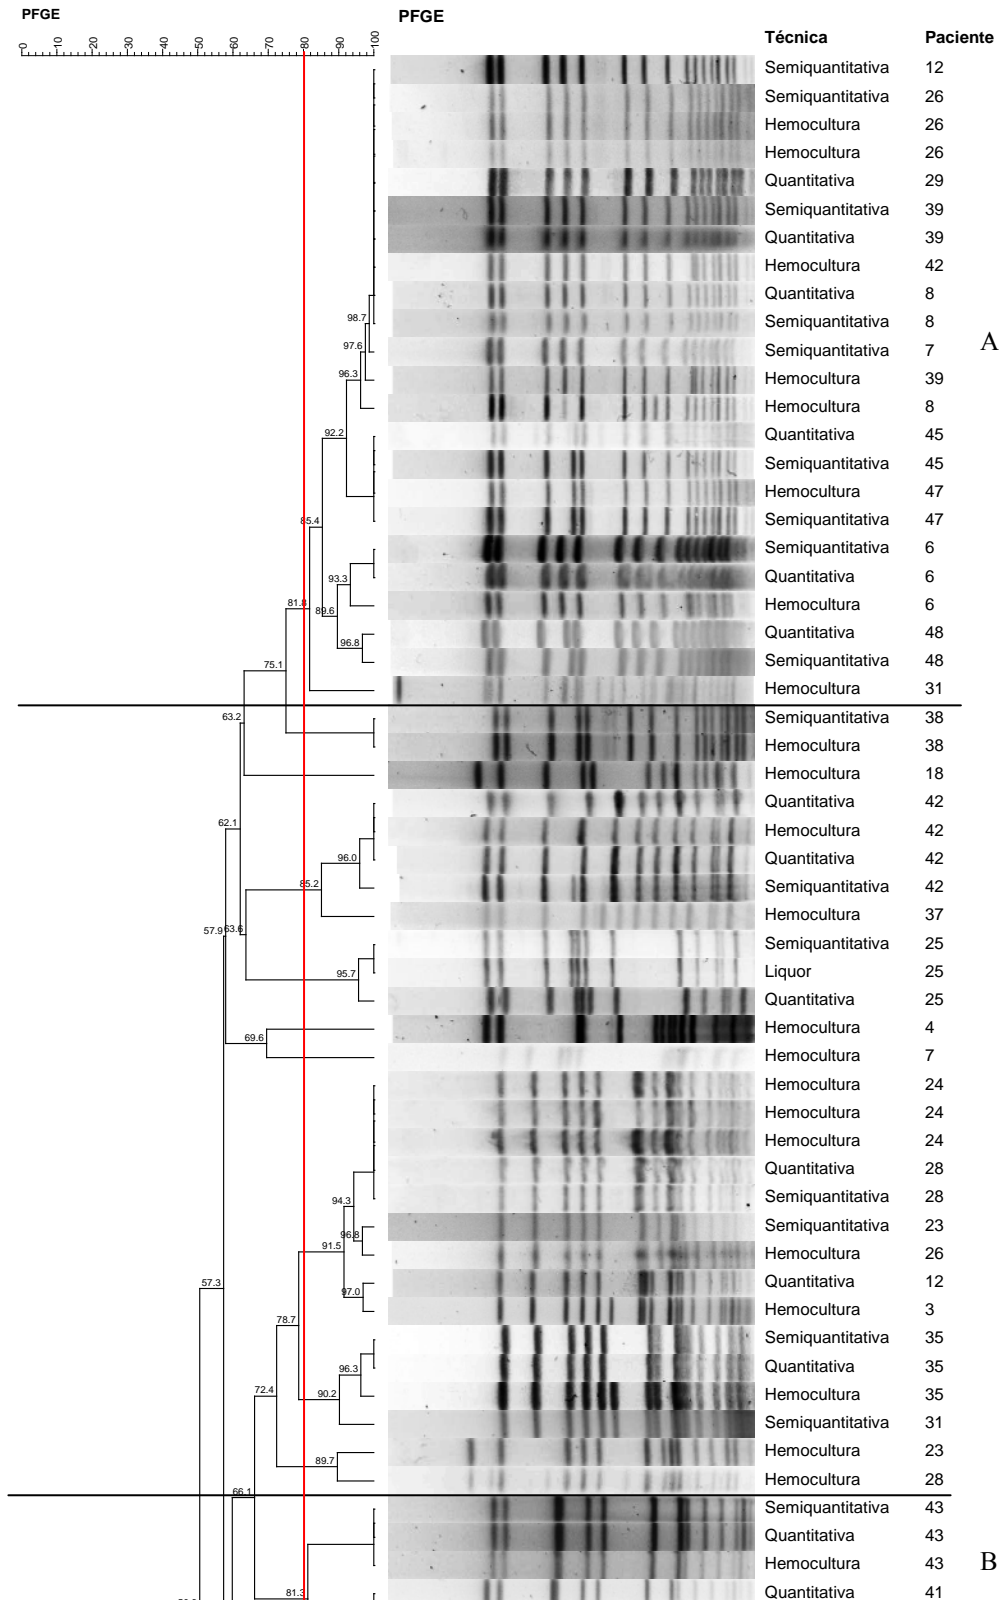 PFGE
PFGE
0 10 20 30 40 50 60 70 80 90 100
Técnica Paciente
Semiquantitativa 12
Semiquantitativa 26
Hemocultura 26
Hemocultura 26
Quantitativa 29
Semiquantitativa 39
Quantitativa 39
Hemocultura 42
Quantitativa 8
98.7
Semiquantitativa 8
97.6
Semiquantitativa 7
A
96.3
Hemocultura 39
Hemocultura 8
92.2
Quantitativa 45
Semiquantitativa 45
Hemocultura 47
85.4
Semiquantitativa 47
Semiquantitativa 6
93.3
Quantitativa 6
81.8
Hemocultura 6
89.6
Quantitativa 48
96.8
Semiquantitativa 48
75.1
Hemocultura 31
63.2
Semiquantitativa 38
Hemocultura 38
Hemocultura 18
Quantitativa 42
62.1
Hemocultura 42
96.0
Quantitativa 42
85.2
Semiquantitativa 42
Hemocultura 37
57.9 63.6
Semiquantitativa 25
95.7
Liquor 25
Quantitativa 25
69.6
Hemocultura 4
Hemocultura 7
Hemocultura 24
Hemocultura 24
Hemocultura 24
Quantitativa 28
94.3
Semiquantitativa 28
96.8
Semiquantitativa 23
91.5
Hemocultura 26
57.3
Quantitativa 12
97.0
Hemocultura 3
78.7
Semiquantitativa 35
96.3
Quantitativa 35
72.4
90.2
Hemocultura 35
Semiquantitativa 31
89.7
Hemocultura 23
Hemocultura 28
66.1
Semiquantitativa 43
Quantitativa 43
Hemocultura 43
B
81.3
Quantitativa 41